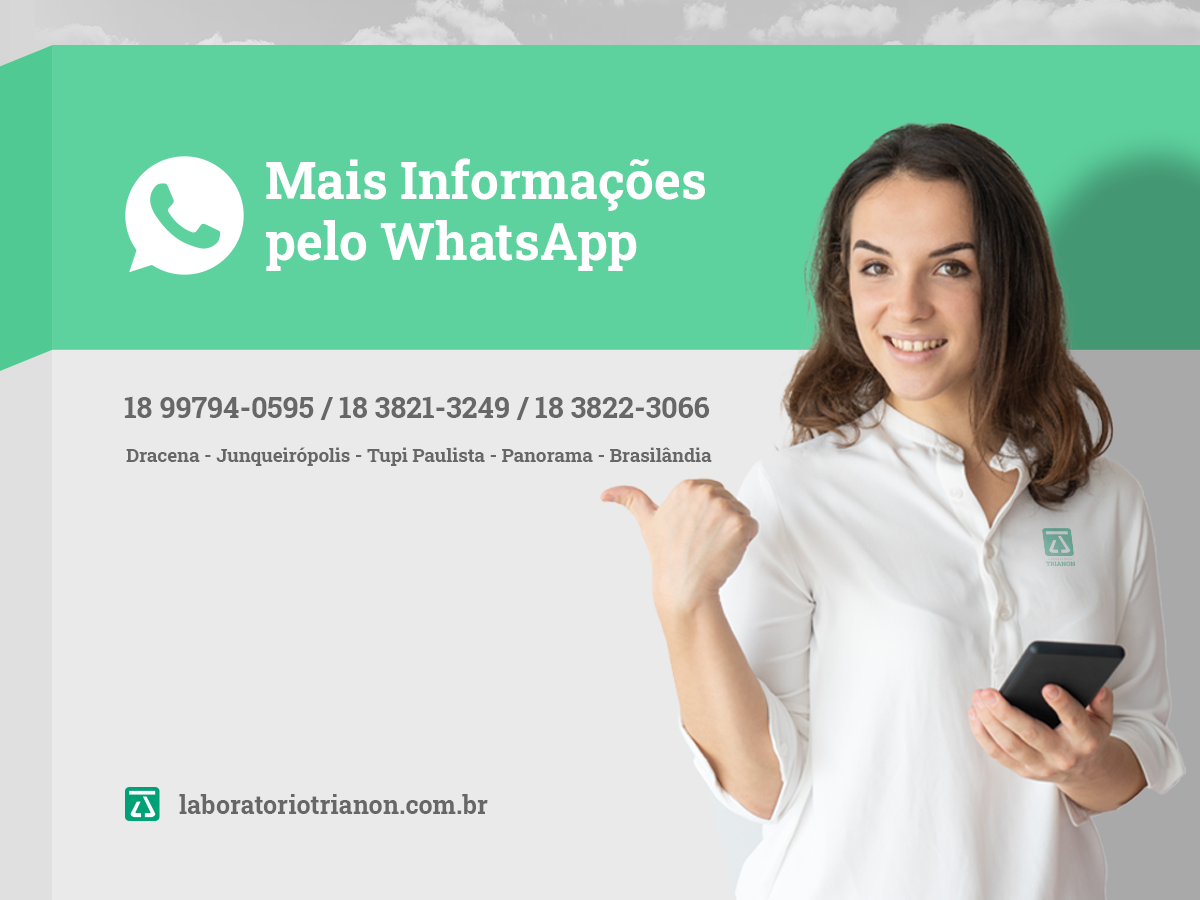 Mais Informações
pelo WhatsApp
18 99794-0595 / 18 3821-3249 / 18 3822-3066
Dracena - Junqueirópolis - Tupi Paulista - Panorama - Brasilândia
TRIANON
laboratoriotrianon.com.br